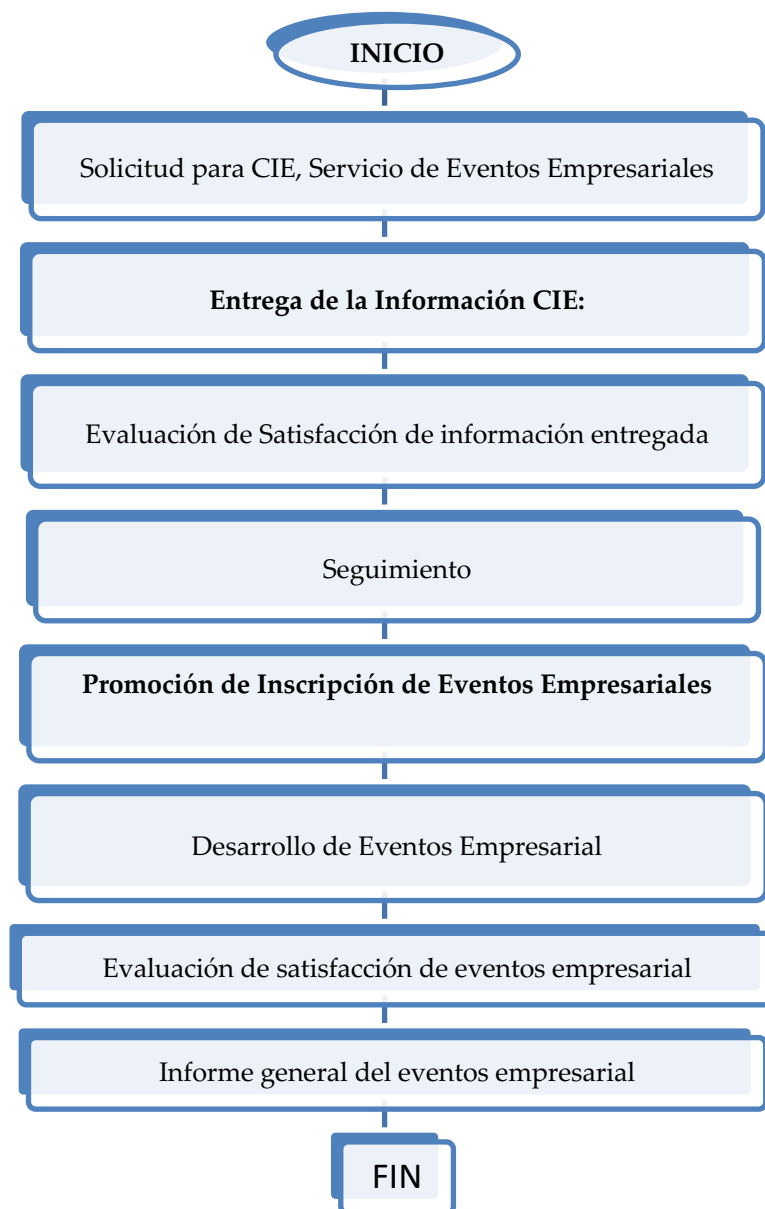 INICIO
Solicitud para CIE, Servicio de Eventos Empresariales
Entrega de la Información CIE:
Evaluación de Satisfacción de información entregada
Seguimiento
Promoción de Inscripción de Eventos Empresariales
Desarrollo de Eventos Empresarial
Evaluación de satisfacción de eventos empresarial
Informe general del eventos empresarial
FIN